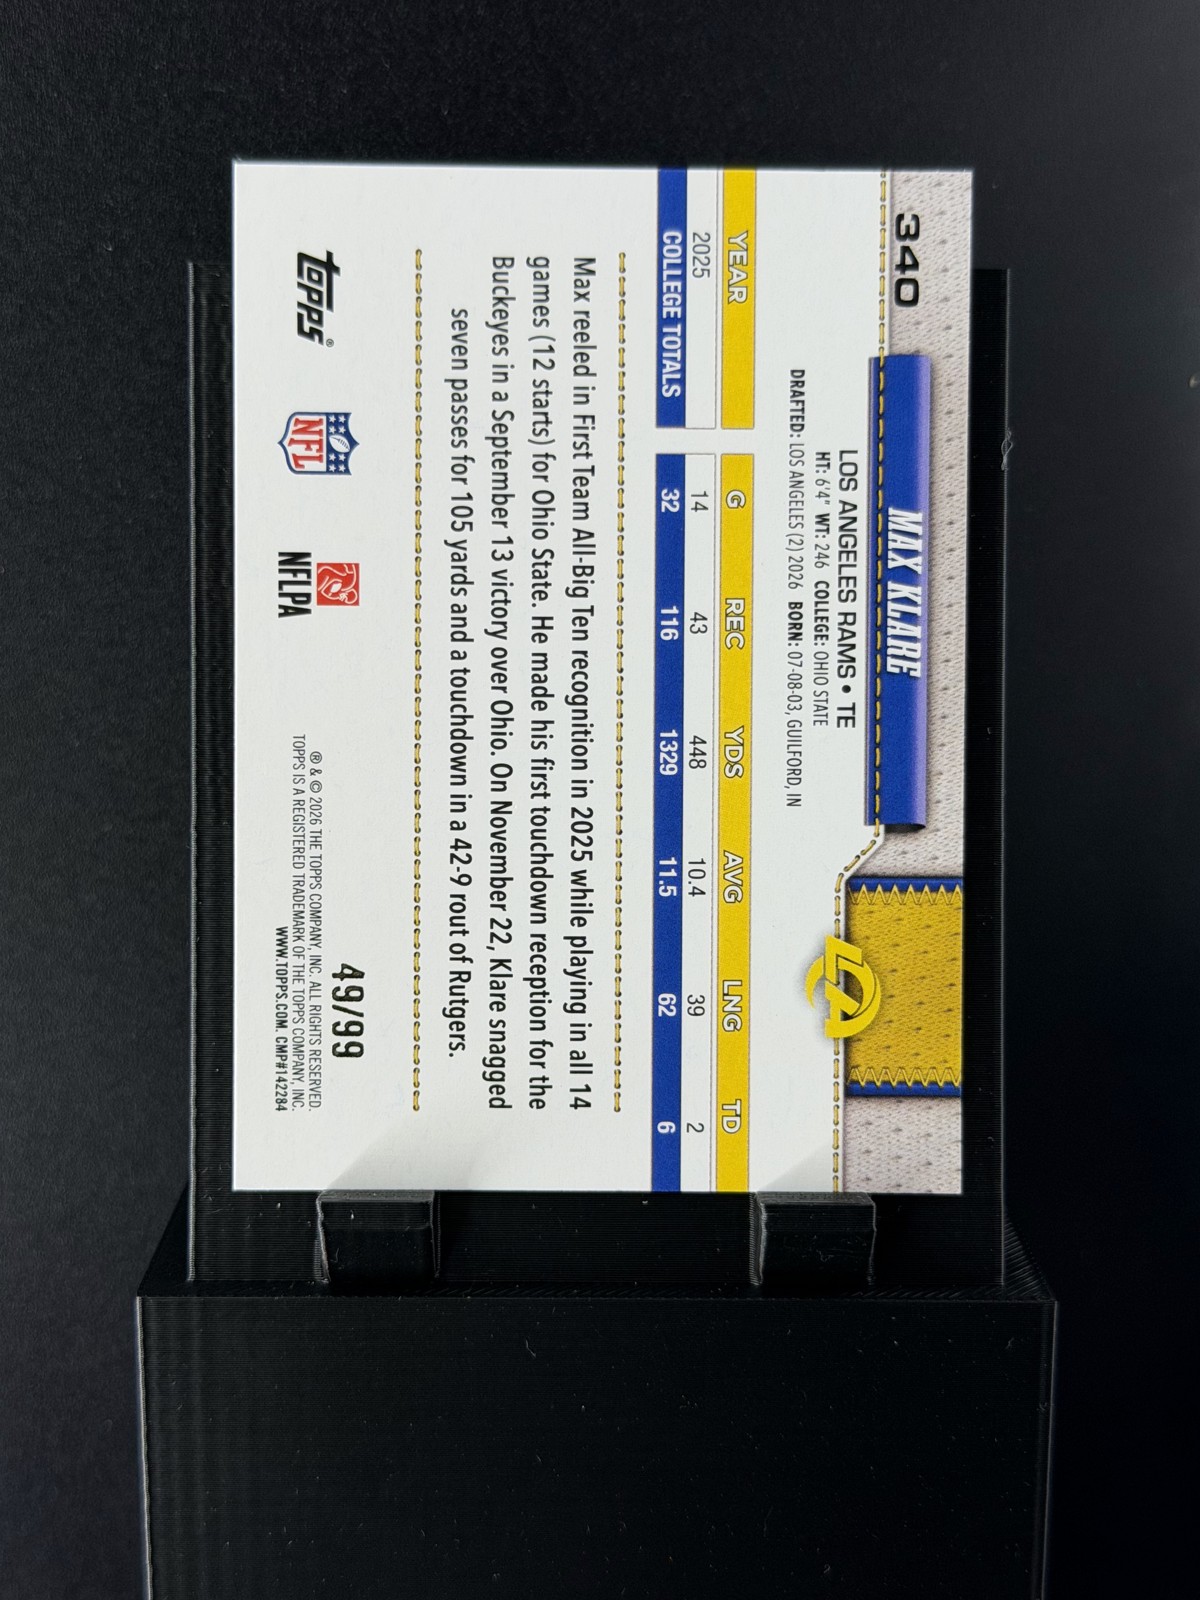 340
MAX KLARE
LOS ANGELES RAMS • TE
HT: 6'4" WT: 246 COLLEGE: OHIO STATE
DRAFTED: LOS ANGELES (2) 2026 BORN: 07-08-03, GUILFORD, IN
LA
YEAR G REC YDS AVG LNG TD
2025 14 43 448 10.4 39 2
COLLEGE TOTALS 32 116 1329 11.5 62 6
Max reeled in First Team All-Big Ten recognition in 2025 while playing in all 14
games (12 starts) for Ohio State. He made his first touchdown reception for the
Buckeyes in a September 13 victory over Ohio. On November 22, Klare snagged
seven passes for 105 yards and a touchdown in a 42-9 rout of Rutgers.
49/99
topps®
NFL
NFLPA
® & © 2026 THE TOPPS COMPANY, INC. ALL RIGHTS RESERVED.
TOPPS IS A REGISTERED TRADEMARK OF THE TOPPS COMPANY, INC.
WWW.TOPPS.COM. CMP#142284